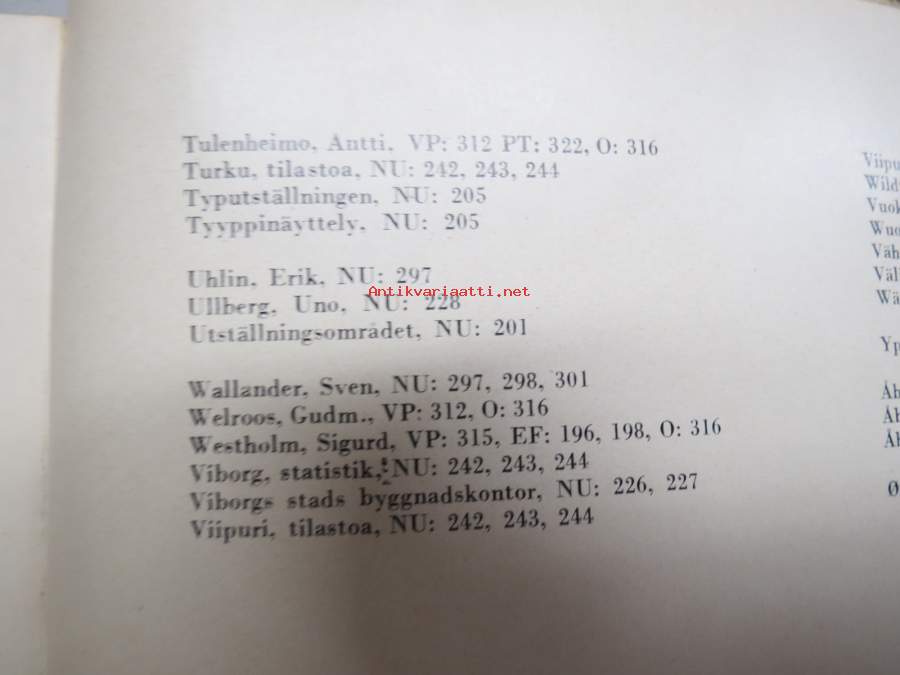 Tulenheimo, Antti, VP: 312 PT: 322, O: 316
Turku, tilastoa, NU: 242, 243, 244
Typutställningen, NU: 205
Tyyppinäyttely, NU: 205
Uhlin, Erik, NU: 297
Antikvariaatti.net
Ullberg, Uno, NU: 228
Utställningsområdet, NU: 201
Wallander, Sven, NU: 297, 298, 301
Welroos, Gudm., VP: 312, O: 316
Westholm, Sigurd, VP: 315, EF: 196, 198, O: 316
Viborg, statistik, NU: 242, 243, 244
Viborgs stads byggnadskontor, NU: 226, 227
Viipuri, tilastoa, NU: 242, 243, 244